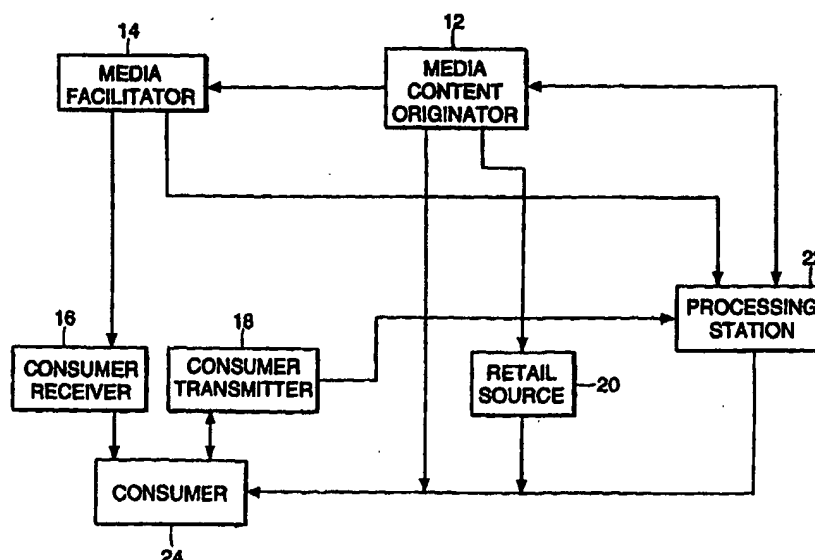 14
MEDIA
FACILITATOR
12
MEDIA
CONTENT
ORIGINATOR
22
PROCESSING
STATION
16
CONSUMER
RECEIVER
18
CONSUMER
TRANSMITTER
RETAIL
SOURCE
20
CONSUMER
24